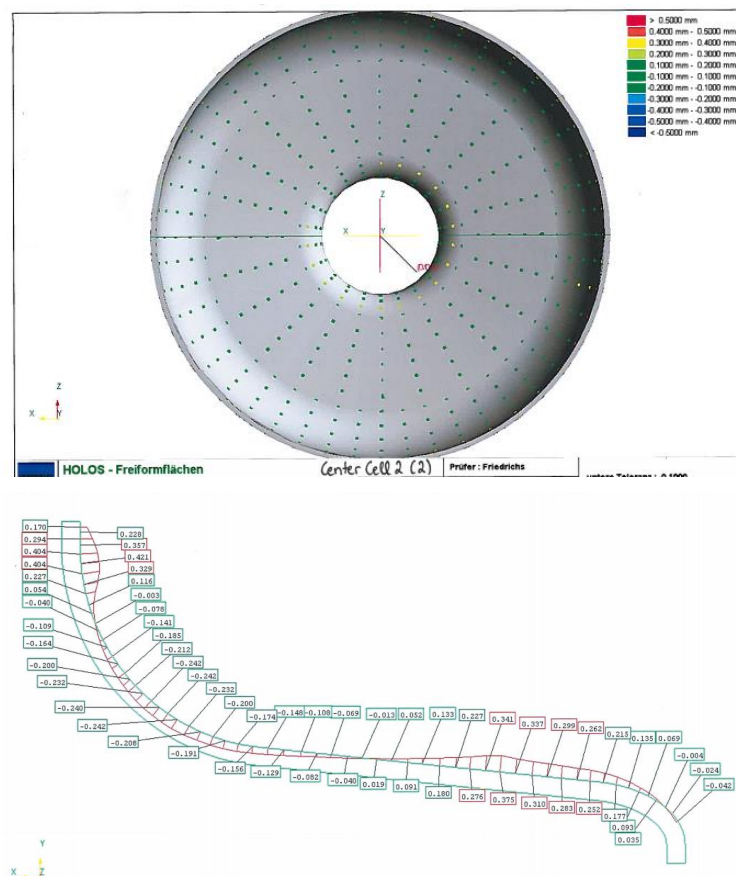 > 0.5000 mm
0.4000 mm - 0.5000 mm
0.3000 mm - 0.4000 mm
0.2000 mm - 0.3000 mm
0.1000 mm - 0.2000 mm
-0.1000 mm - 0.1000 mm
-0.2000 mm - -0.1000 mm
-0.3000 mm - -0.2000 mm
-0.4000 mm - -0.3000 mm
-0.5000 mm - -0.4000 mm
< -0.5000 mm
Z
X
Y
Z
X
Y
HOLOS - Freiformflächen
Center Cell 2 (2)
Prüfer : Friedrichs
untere Toleranz : 0.1000
0.170
0.294
0.404
0.404
0.227
0.054
-0.040
-0.109
-0.164
-0.200
-0.232
-0.240
-0.242
-0.208
-0.191
0.228
0.357
0.421
0.329
0.116
-0.003
-0.078
-0.141
-0.185
-0.212
-0.242
-0.242
-0.232
-0.200
-0.174
-0.148
-0.108
-0.069
-0.013
0.052
0.133
0.227
0.341
0.337
0.299
0.262
0.215
0.135
0.069
-0.004
-0.024
-0.042
-0.156
-0.129
-0.082
-0.040
0.019
0.091
0.180
0.276
0.375
0.310
0.283
0.252
0.177
0.093
0.035
Y
X
Z